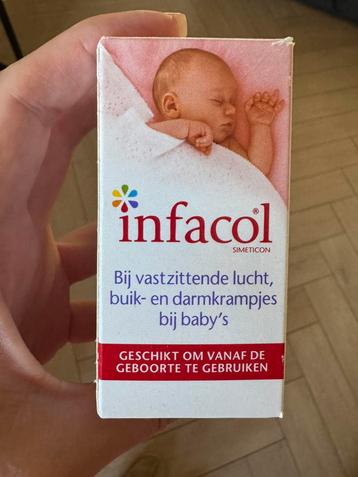 infacol®
SIMETICON
Bij vastzittende lucht,
buik- en darmkrampjes
bij baby's
GESCHIKT OM VANAF DE
GEBOORTE TE GEBRUIKEN